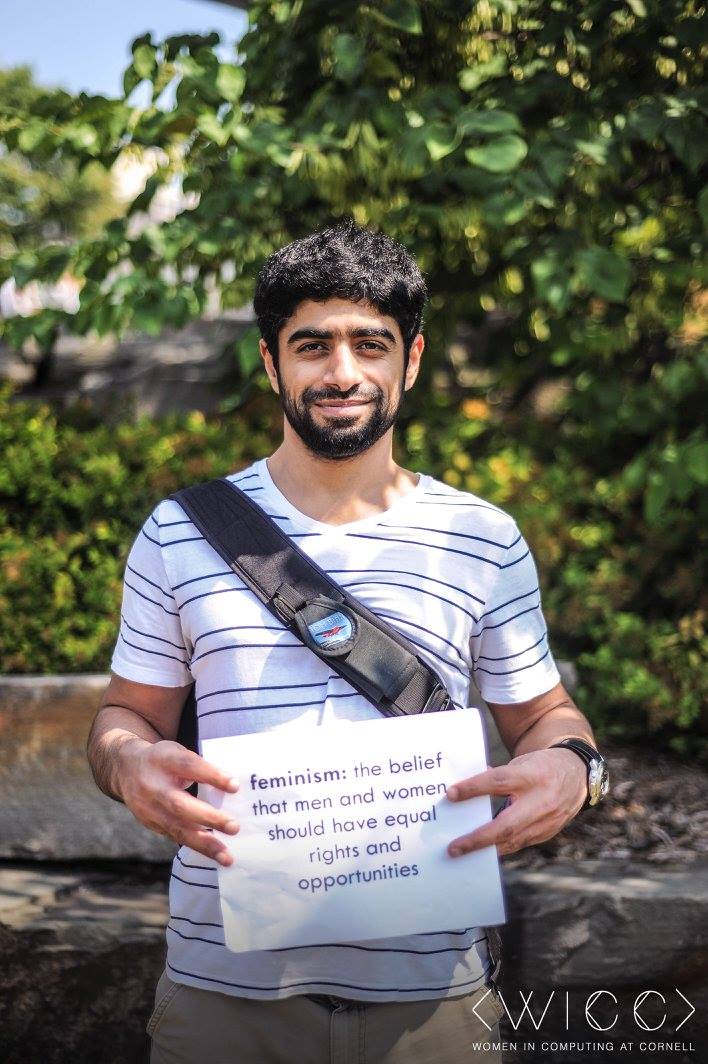 feminism: the belief
that men and women
should have equal
rights and
opportunities
<WICC>
WOMEN IN COMPUTING AT CORNELL